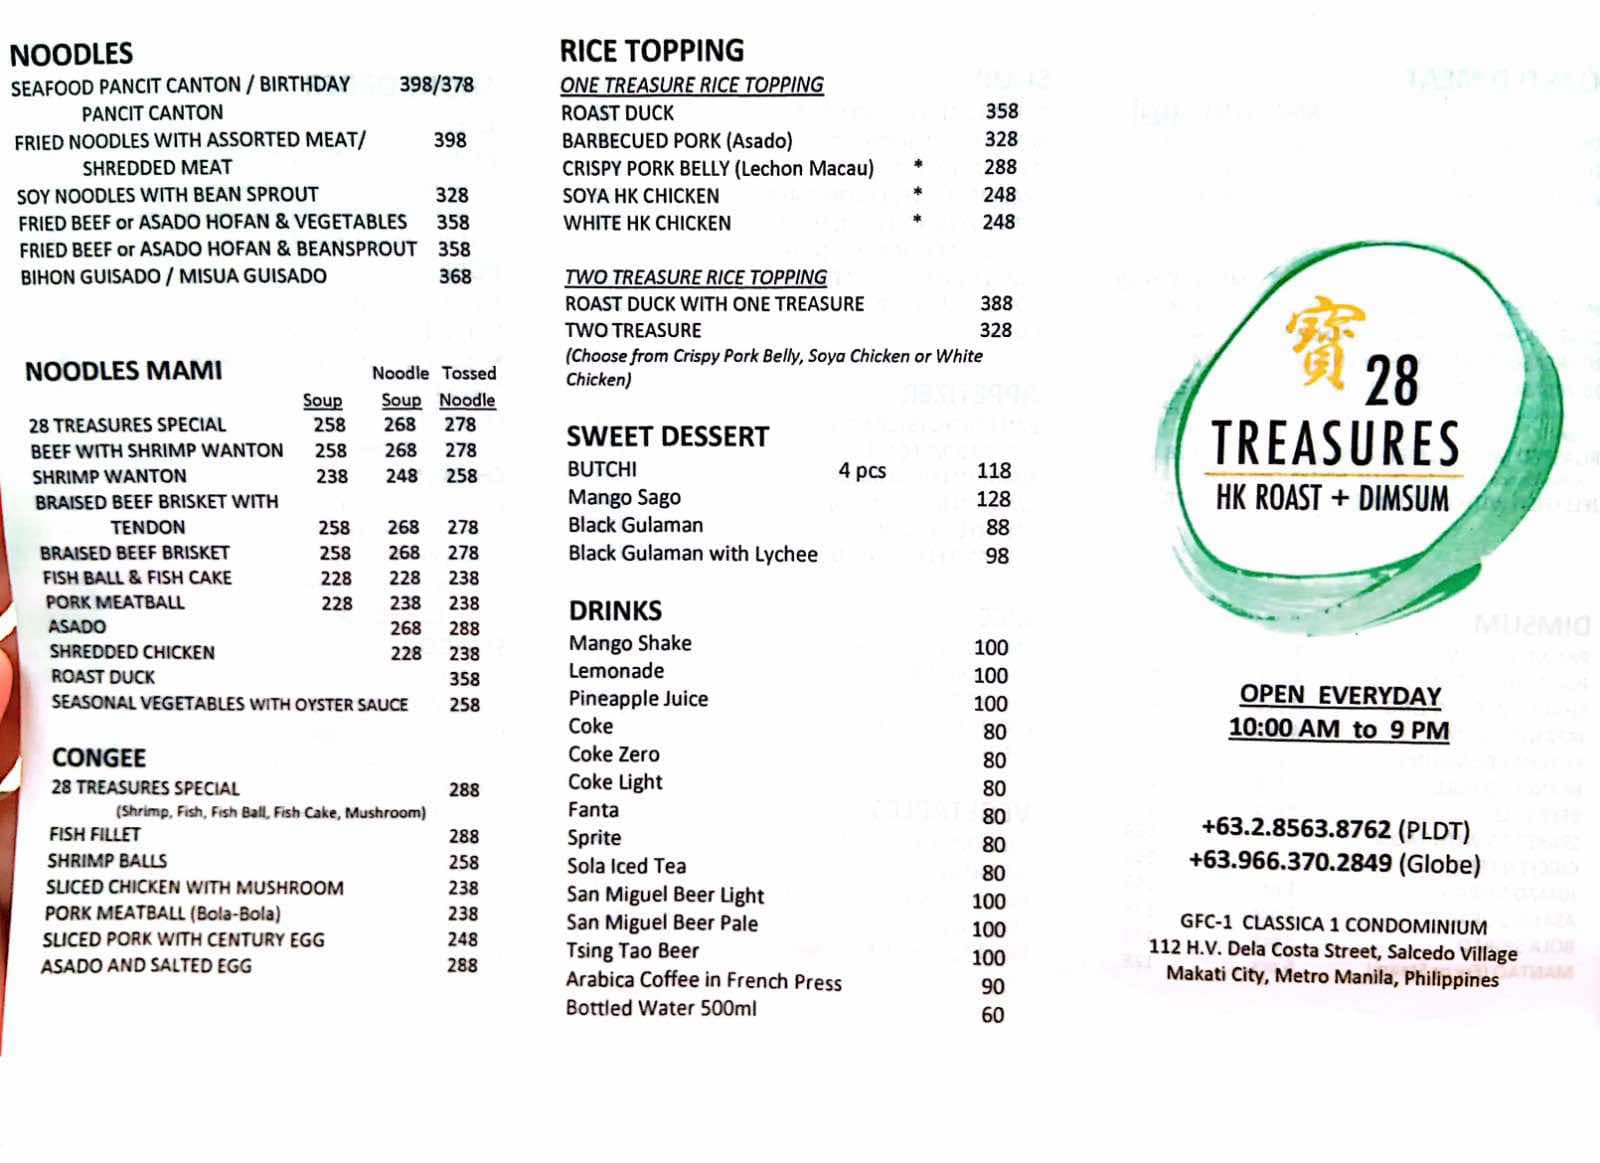 NOODLES
SEAFOOD PANCIT CANTON / BIRTHDAY 398/378
PANCIT CANTON
FRIED NOODLES WITH ASSORTED MEAT/ 398
SHREDDED MEAT
SOY NOODLES WITH BEAN SPROUT 328
FRIED BEEF or ASADO HOFAN & VEGETABLES 358
FRIED BEEF or ASADO HOFAN & BEANSPROUT 358
BIHON GUISADO / MISUA GUISADO 368
NOODLES MAMI Noodle Tossed
Soup Soup Noodle
28 TREASURES SPECIAL 258 268 278
BEEF WITH SHRIMP WANTON 258 268 278
SHRIMP WANTON 238 248 258
BRAISED BEEF BRISKET WITH
TENDON 258 268 278
BRAISED BEEF BRISKET 258 268 278
FISH BALL & FISH CAKE 228 228 238
PORK MEATBALL 228 238 238
ASADO 268 288
SHREDDED CHICKEN 228 238
ROAST DUCK 358
SEASONAL VEGETABLES WITH OYSTER SAUCE 258
CONGEE
28 TREASURES SPECIAL 288
(Shrimp, Fish, Fish Ball, Fish Cake, Mushroom)
FISH FILLET 288
SHRIMP BALLS 258
SLICED CHICKEN WITH MUSHROOM 238
PORK MEATBALL (Bola-Bola) 238
SLICED PORK WITH CENTURY EGG 248
ASADO AND SALTED EGG 288
RICE TOPPING
ONE TREASURE RICE TOPPING
ROAST DUCK 358
BARBECUED PORK (Asado) 328
CRISPY PORK BELLY (Lechon Macau) * 288
SOYA HK CHICKEN * 248
WHITE HK CHICKEN * 248
TWO TREASURE RICE TOPPING
ROAST DUCK WITH ONE TREASURE 388
TWO TREASURE 328
(Choose from Crispy Pork Belly, Soya Chicken or White
Chicken)
SWEET DESSERT
BUTCHI 4 pcs 118
Mango Sago 128
Black Gulaman 88
Black Gulaman with Lychee 98
DRINKS
Mango Shake 100
Lemonade 100
Pineapple Juice 100
Coke 80
Coke Zero 80
Coke Light 80
Fanta 80
Sprite 80
Sola Iced Tea 80
San Miguel Beer Light 100
San Miguel Beer Pale 100
Tsing Tao Beer 100
Arabica Coffee in French Press 90
Bottled Water 500ml 60
寶 28
TREASURES
HK ROAST + DIMSUM
OPEN EVERYDAY
10:00 AM to 9 PM
+63.2.8563.8762 (PLDT)
+63.966.370.2849 (Globe)
GFC-1 CLASSICA 1 CONDOMINIUM
112 H.V. Dela Costa Street, Salcedo Village
Makati City, Metro Manila, Philippines